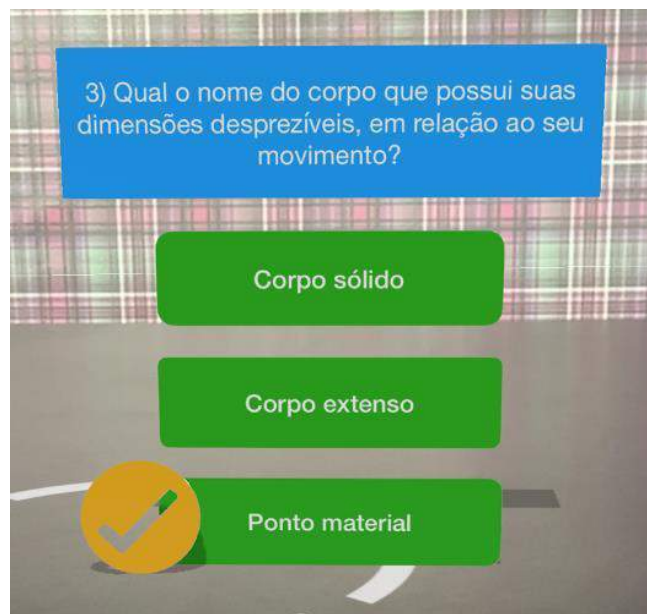 3) Qual o nome do corpo que possui suas
dimensões desprezíveis, em relação ao seu
movimento?
Corpo sólido
Corpo extenso
Ponto material